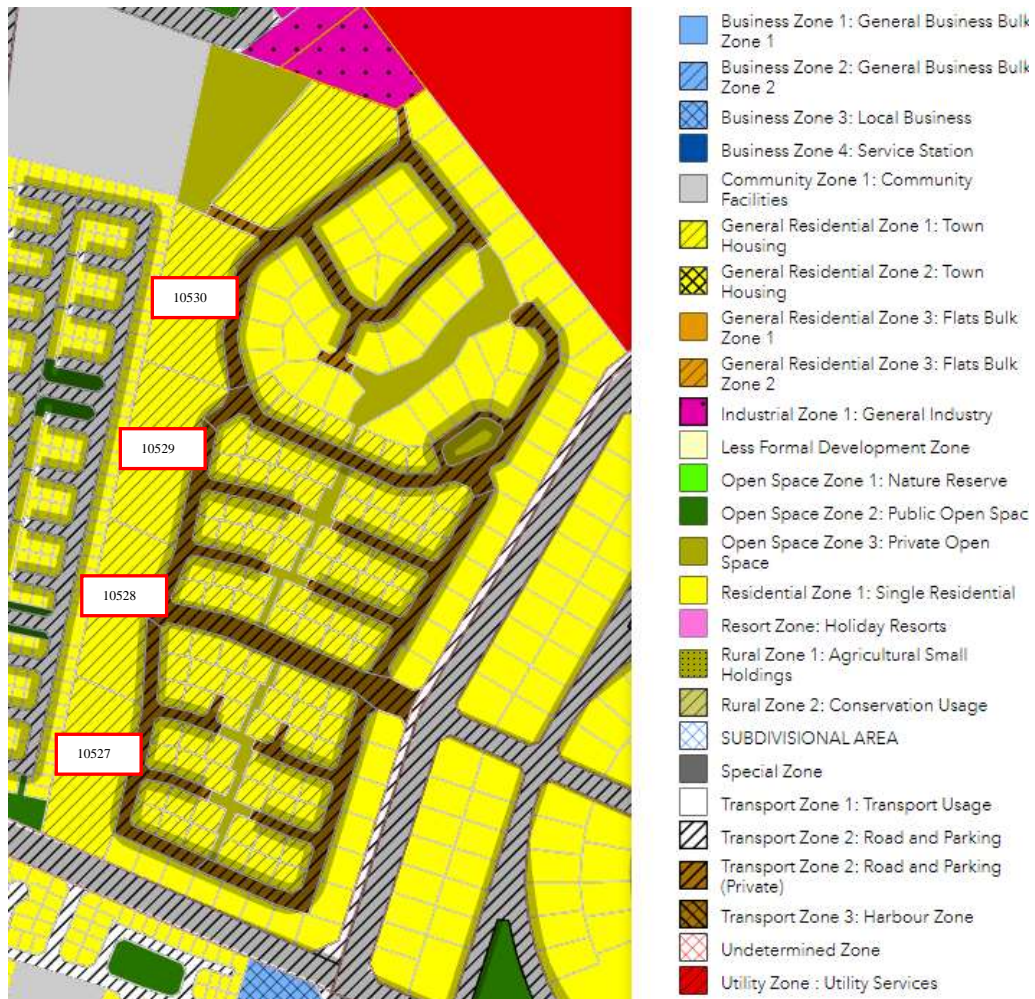 10530
10529
10528
10527
Business Zone 1: General Business Bulk
Zone 1
Business Zone 2: General Business Bulk
Zone 2
Business Zone 3: Local Business
Business Zone 4: Service Station
Community Zone 1: Community
Facilities
General Residential Zone 1: Town
Housing
General Residential Zone 2: Town
Housing
General Residential Zone 3: Flats Bulk
Zone 1
General Residential Zone 3: Flats Bulk
Zone 2
Industrial Zone 1: General Industry
Less Formal Development Zone
Open Space Zone 1: Nature Reserve
Open Space Zone 2: Public Open Spac
Open Space Zone 3: Private Open
Space
Residential Zone 1: Single Residential
Resort Zone: Holiday Resorts
Rural Zone 1: Agricultural Small
Holdings
Rural Zone 2: Conservation Usage
SUBDIVISIONAL AREA
Special Zone
Transport Zone 1: Transport Usage
Transport Zone 2: Road and Parking
Transport Zone 2: Road and Parking
(Private)
Transport Zone 3: Harbour Zone
Undetermined Zone
Utility Zone : Utility Services